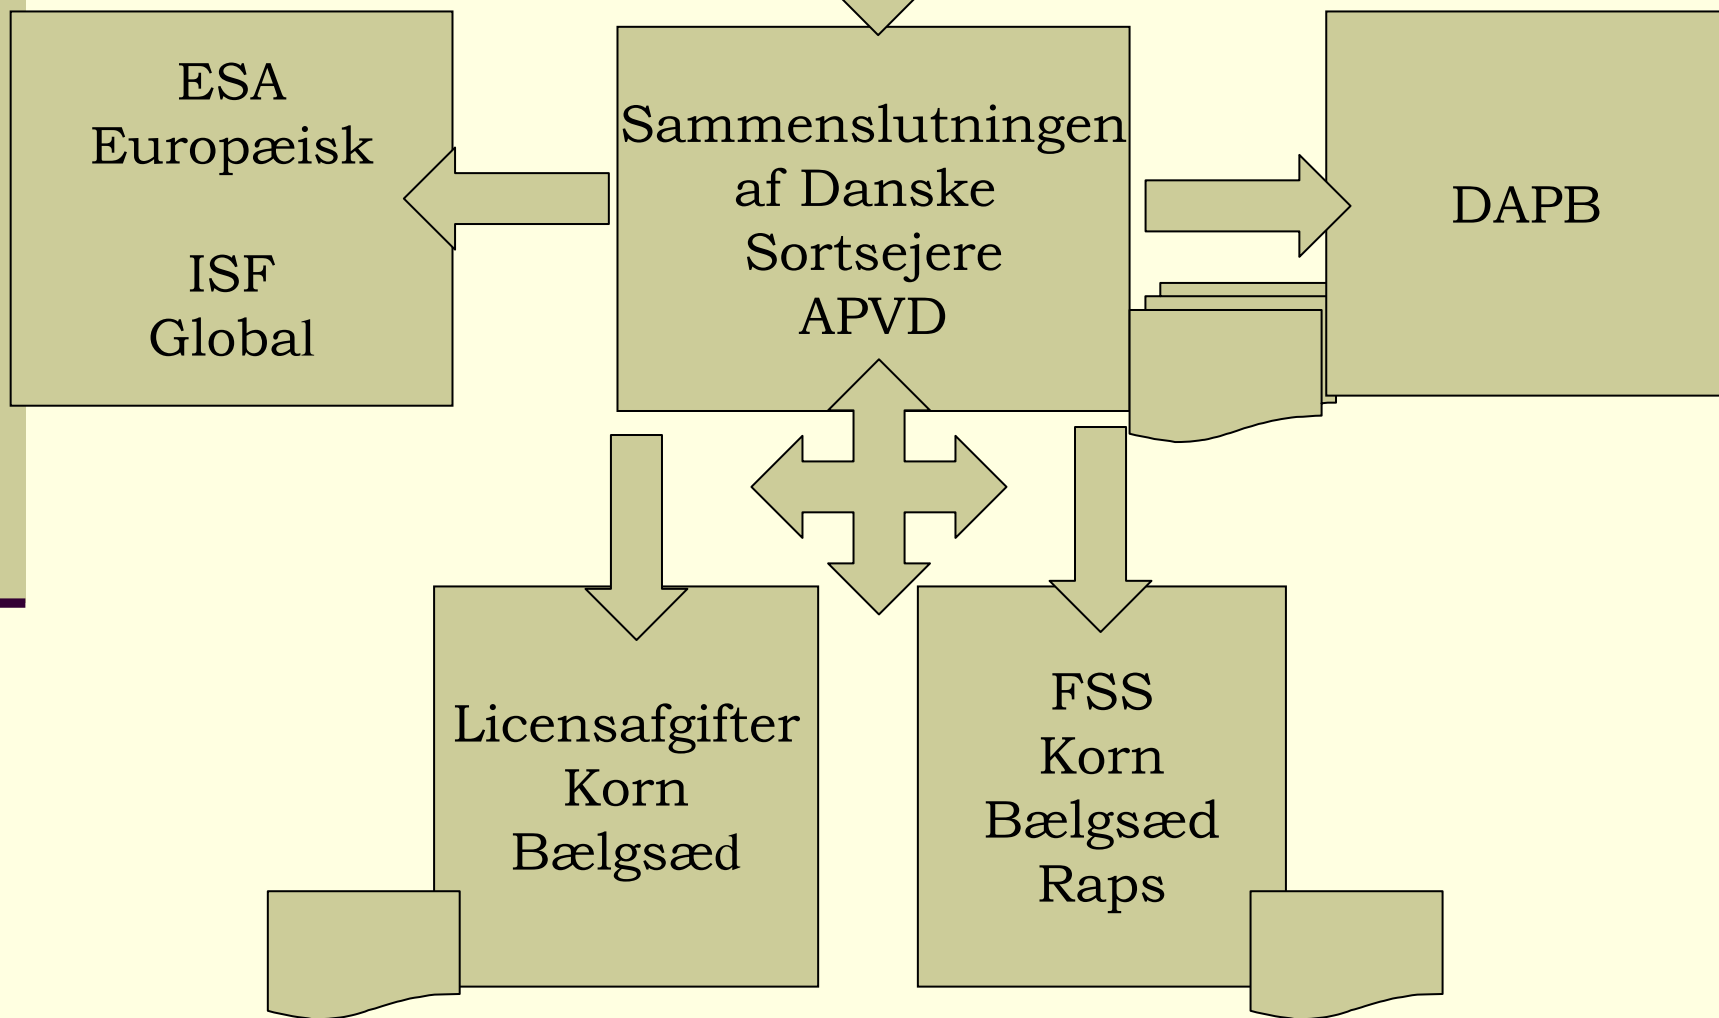 ESA
Europæisk
ISF
Global
Sammenslutningen
af Danske
Sortsejere
APVD
DAPB
Licensafgifter
Korn
Bælgsæd
FSS
Korn
Bælgsæd
Raps